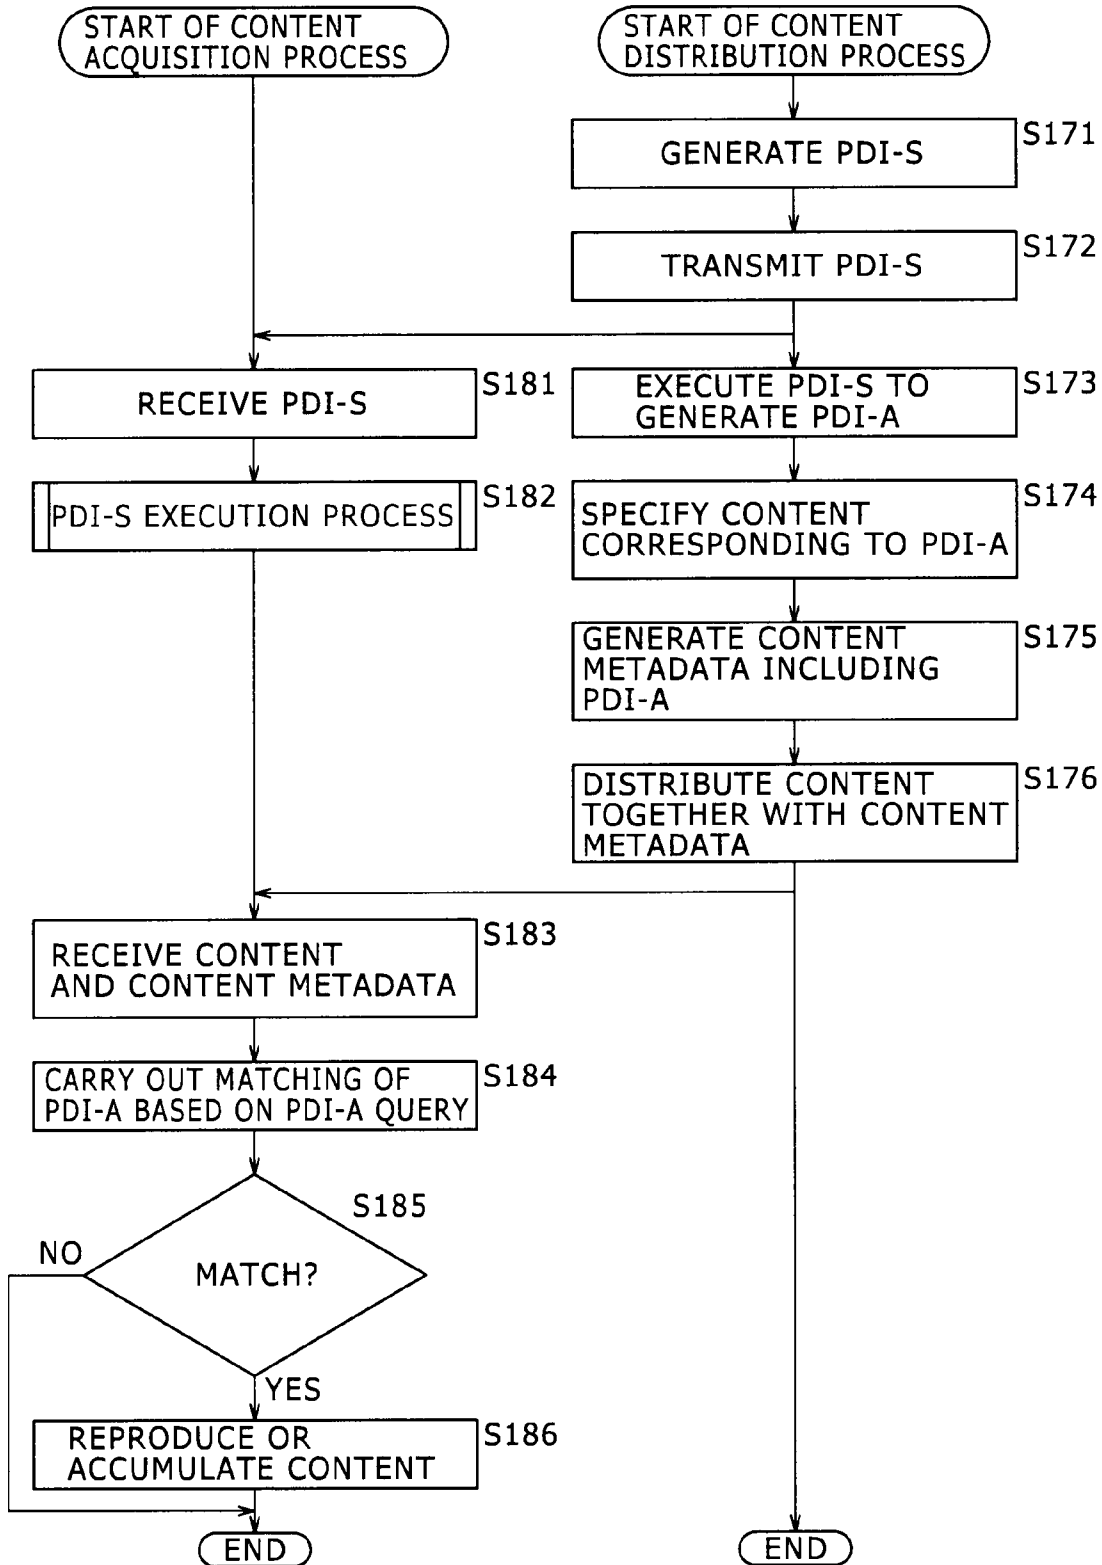 START OF CONTENT
ACQUISITION PROCESS
START OF CONTENT
DISTRIBUTION PROCESS
S171
GENERATE PDI-S
S172
TRANSMIT PDI-S
S181
RECEIVE PDI-S
S173
EXECUTE PDI-S TO
GENERATE PDI-A
S182
PDI-S EXECUTION PROCESS
S174
SPECIFY CONTENT
CORRESPONDING TO PDI-A
S175
GENERATE CONTENT
METADATA INCLUDING
PDI-A
S176
DISTRIBUTE CONTENT
TOGETHER WITH CONTENT
METADATA
S183
RECEIVE CONTENT
AND CONTENT METADATA
S184
CARRY OUT MATCHING OF
PDI-A BASED ON PDI-A QUERY
S185
NO
MATCH?
YES
S186
REPRODUCE OR
ACCUMULATE CONTENT
END
END